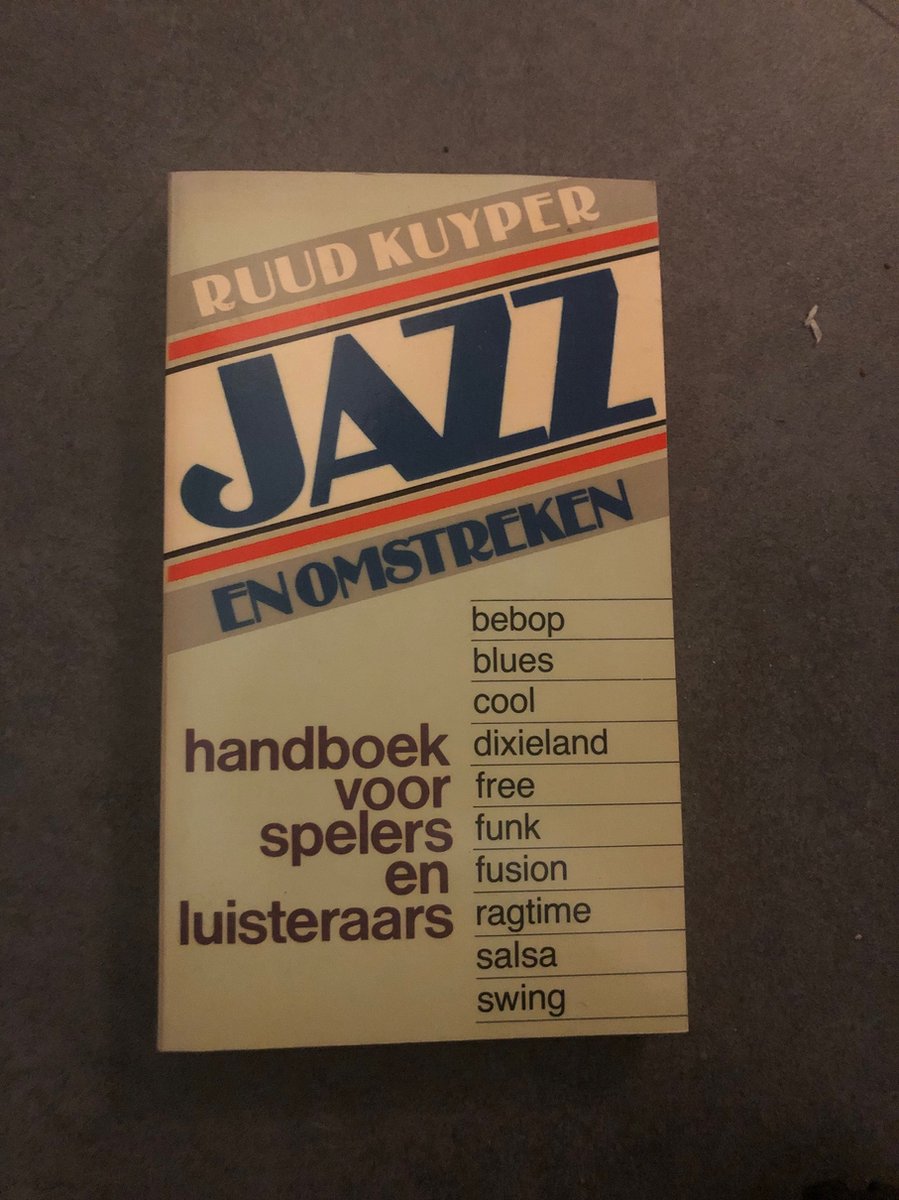 RUUD KUYPER
JAZZ
EN OMSTREKEN
handboek
voor
spelers
en
luisteraars
bebop
blues
cool
dixieland
free
funk
fusion
ragtime
salsa
swing